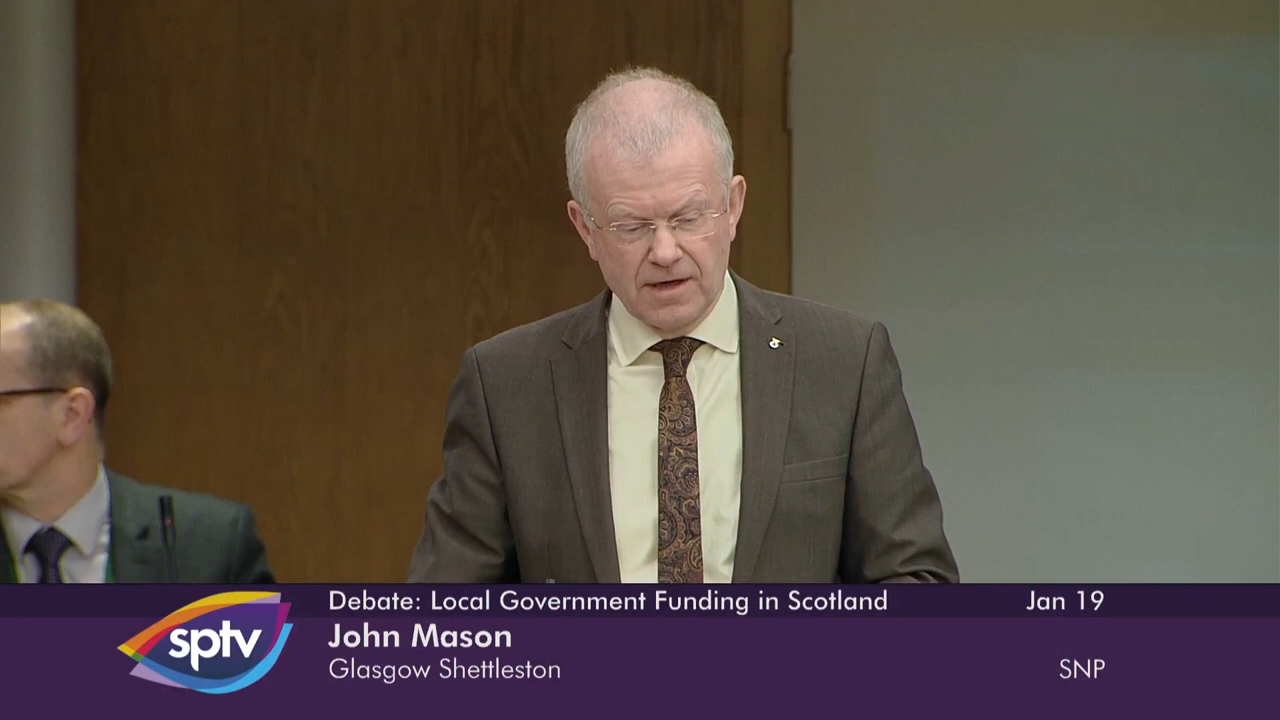 Debate: Local Government Funding in Scotland Jan 19
sptv
John Mason
Glasgow Shettleston SNP